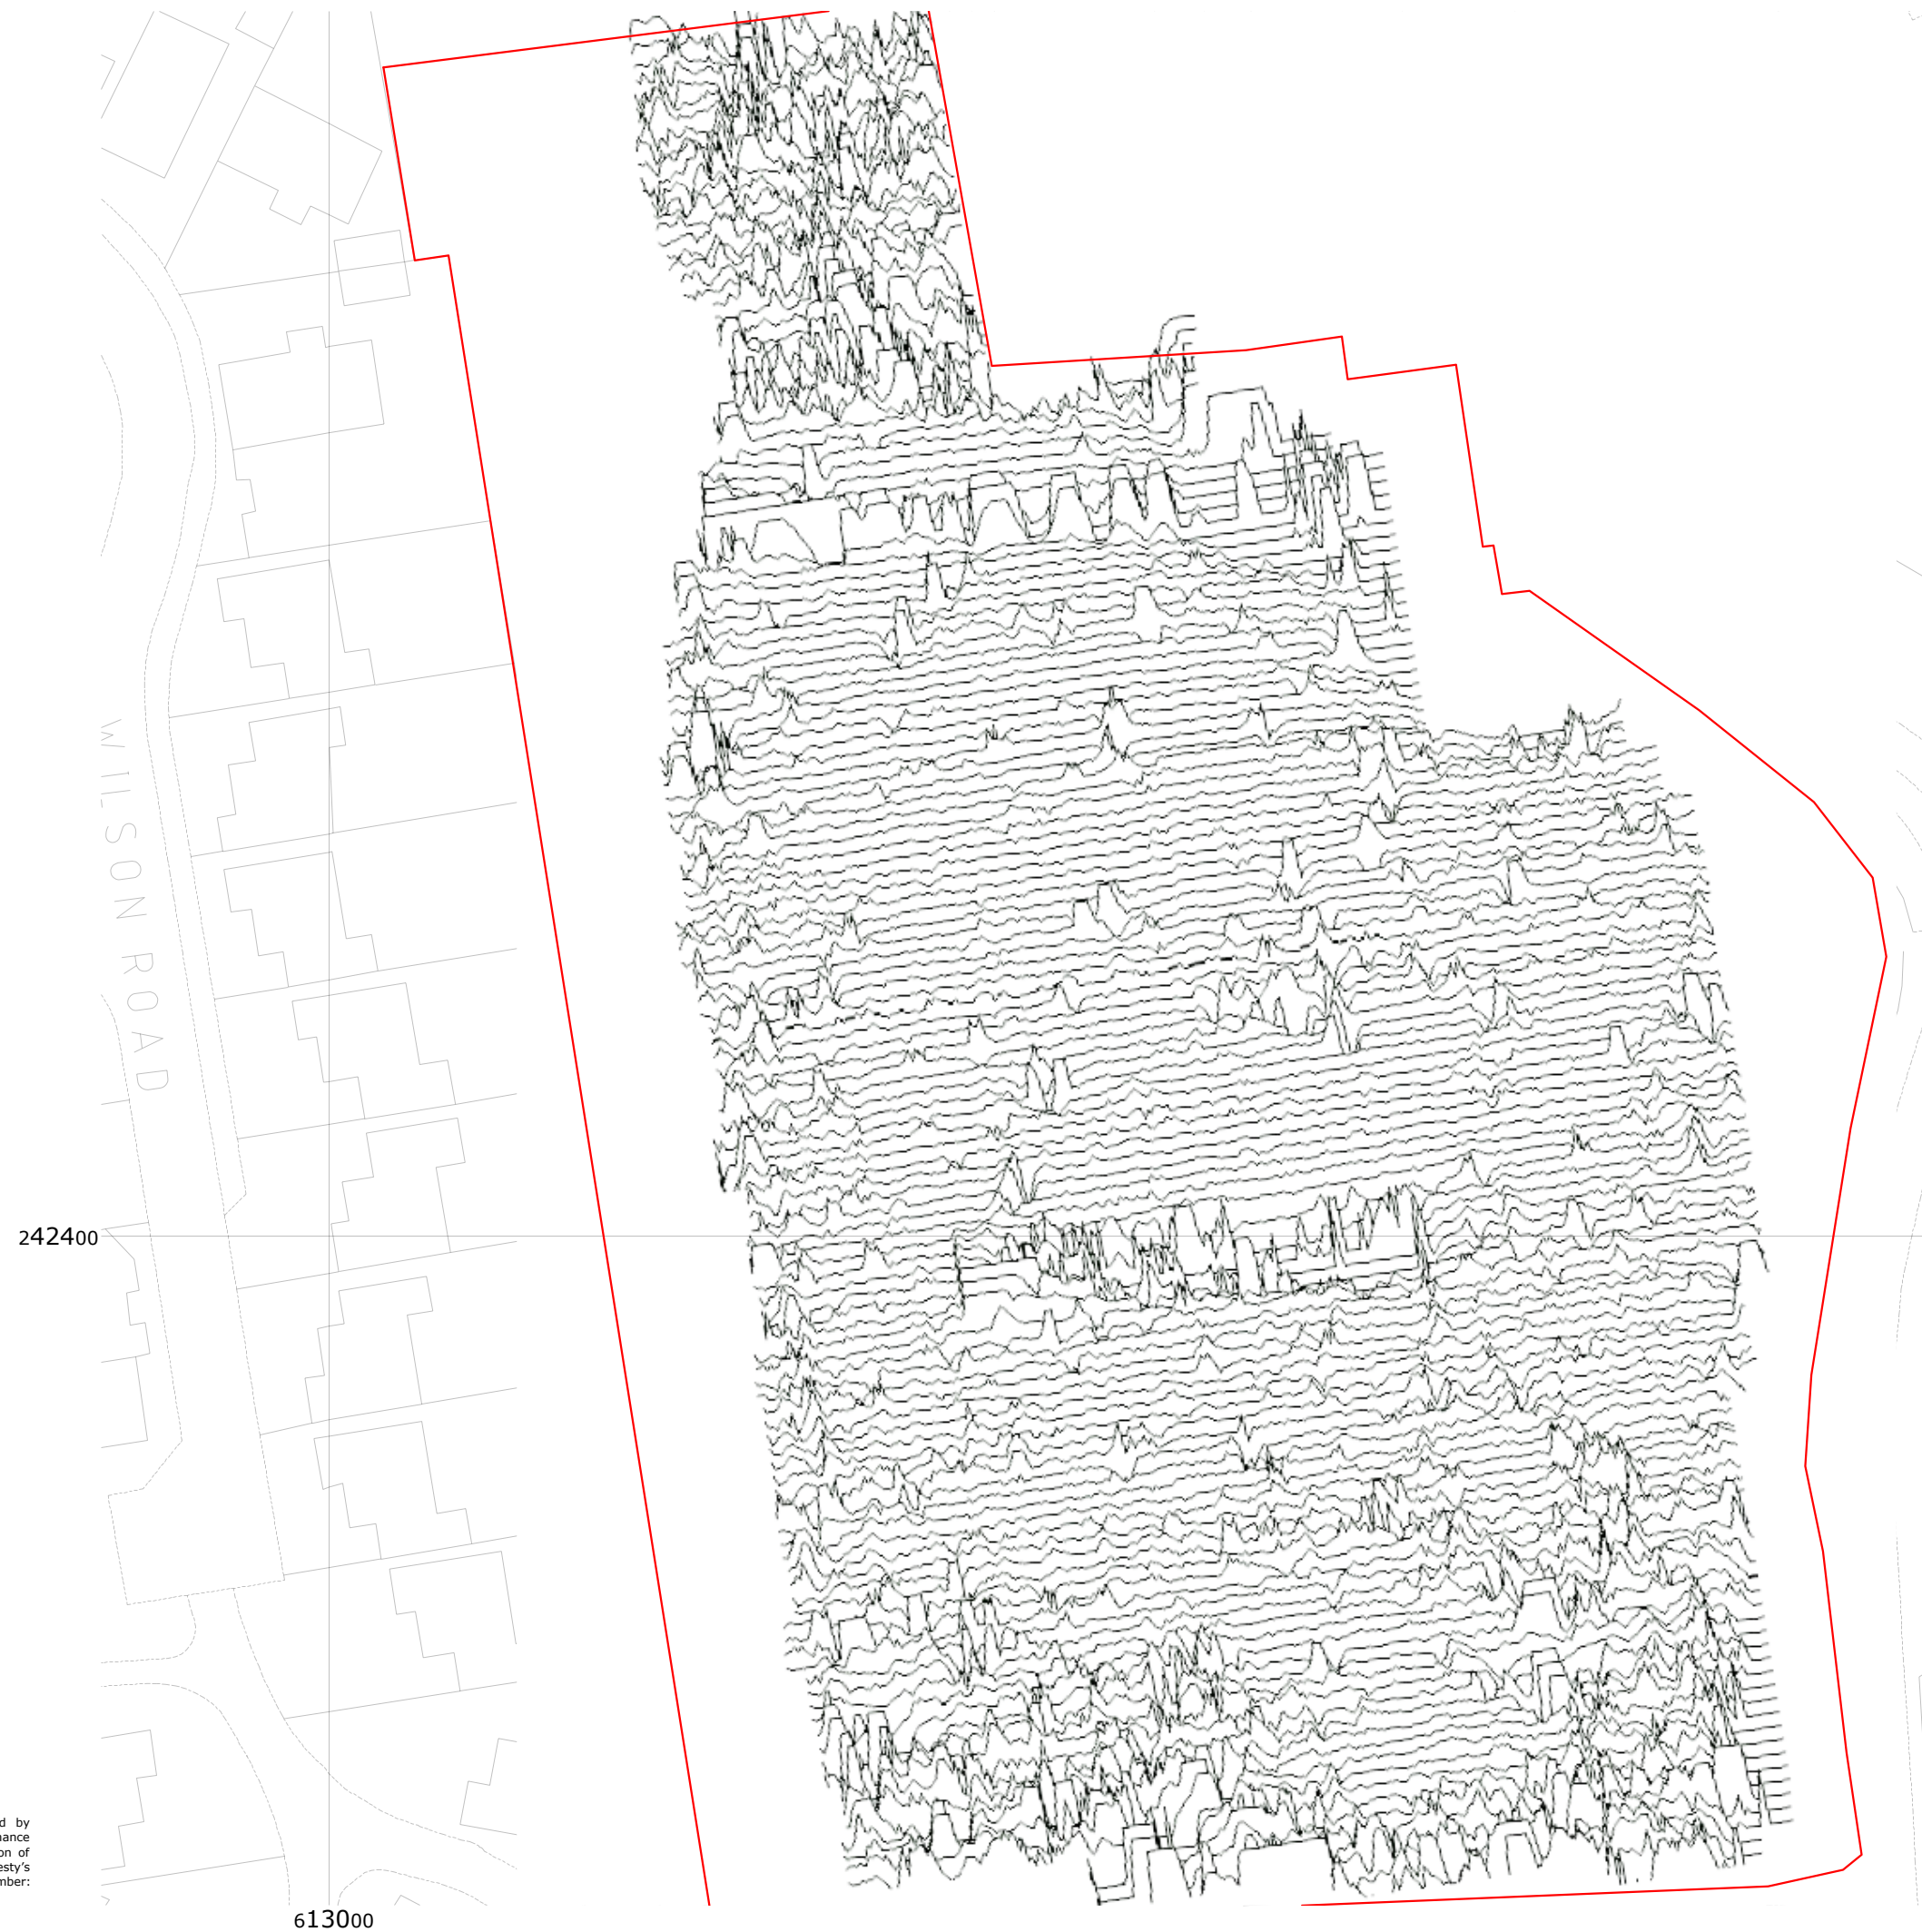 WILSON ROAD
242400
d by
nance
on of
esty's
mber:
613000